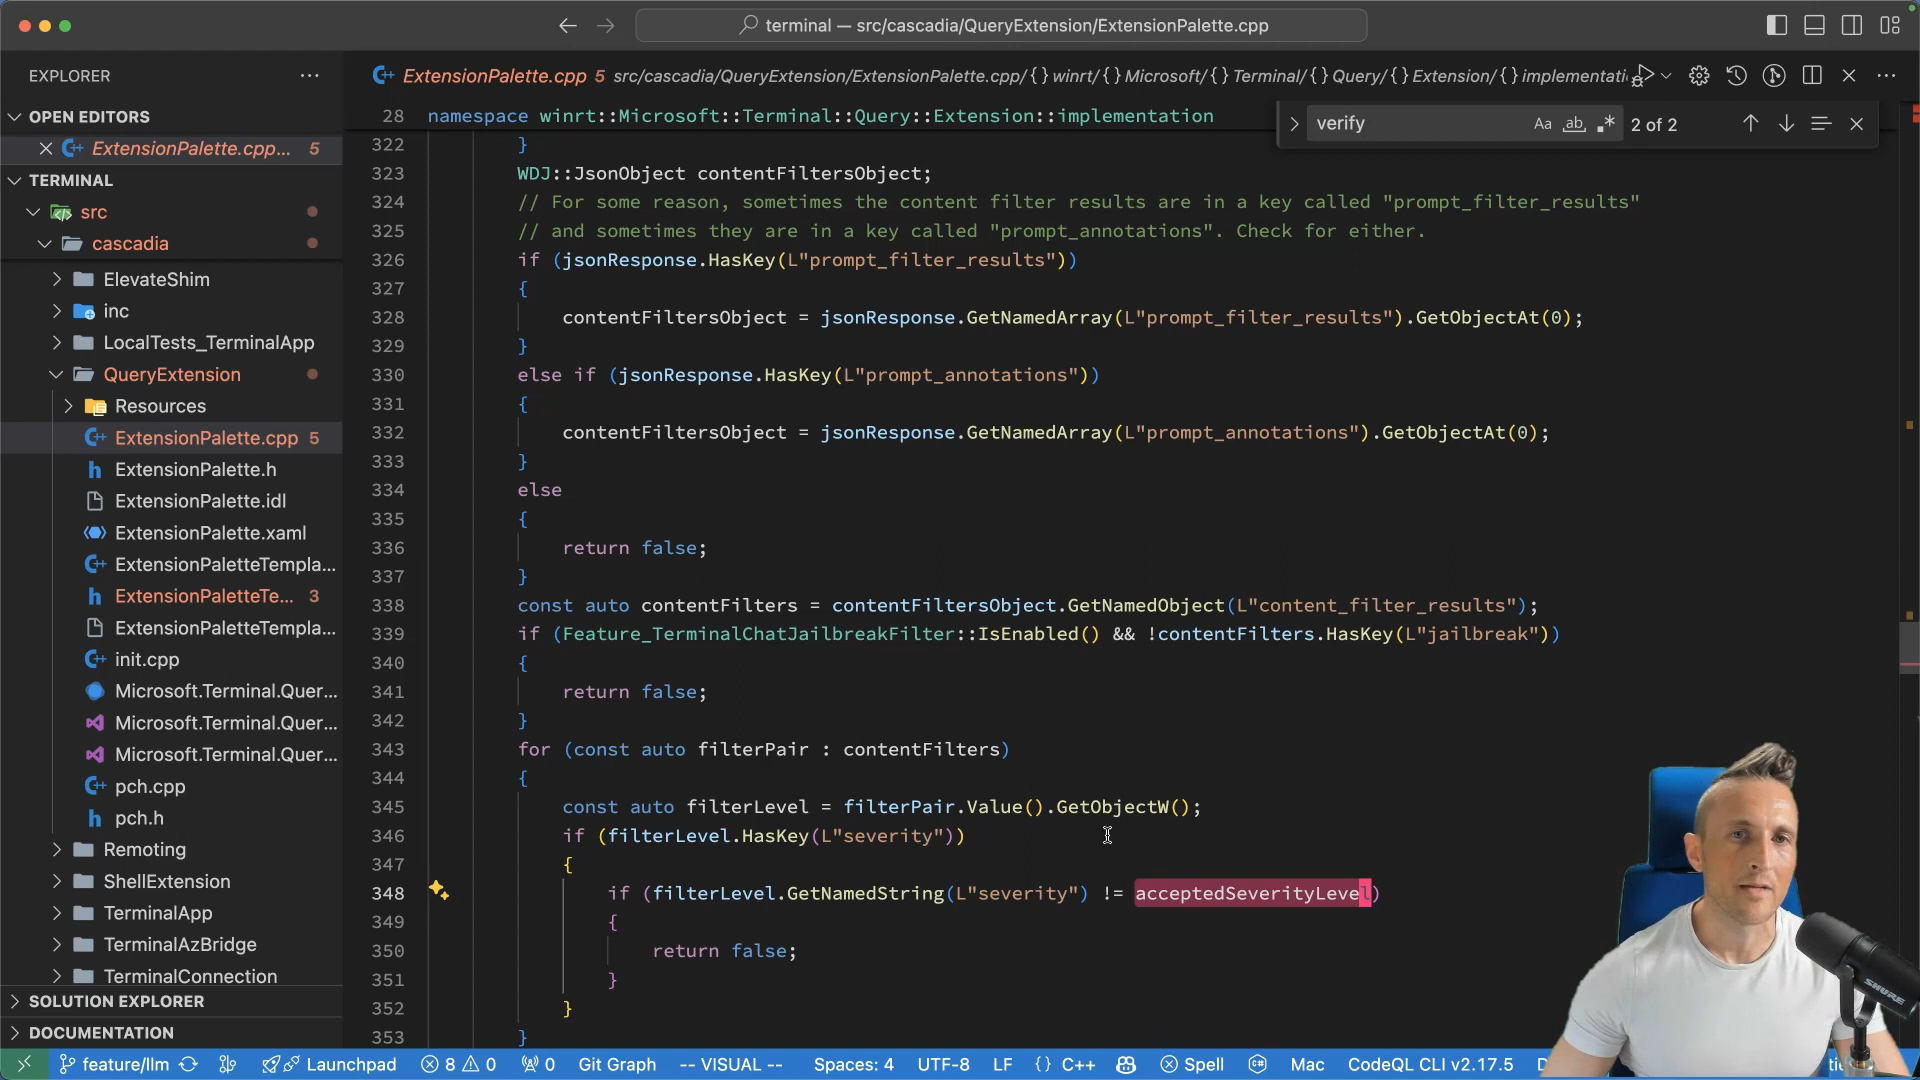 terminal — src/cascadia/QueryExtension/ExtensionPalette.cpp
EXPLORER
OPEN EDITORS
ExtensionPalette.cpp... 5
TERMINAL
src
cascadia
ElevateShim
inc
LocalTests_TerminalApp
QueryExtension
Resources
ExtensionPalette.cpp 5
ExtensionPalette.h
ExtensionPalette.idl
ExtensionPalette.xaml
ExtensionPaletteTempla...
ExtensionPaletteTe... 3
ExtensionPaletteTempla...
init.cpp
Microsoft.Terminal.Quer...
Microsoft.Terminal.Quer...
Microsoft.Terminal.Quer...
pch.cpp
pch.h
Remoting
ShellExtension
TerminalApp
TerminalAzBridge
TerminalConnection
SOLUTION EXPLORER
DOCUMENTATION
ExtensionPalette.cpp 5 src/cascadia/QueryExtension/ExtensionPalette.cpp/ {} winrt/ {} Microsoft/ {} Terminal/ {} Query/ {} Extension/ {} implementati
verify Aa ab .* 2 of 2
28 namespace winrt::Microsoft::Terminal::Query::Extension::implementation
322 }
323 WDJ::JsonObject contentFiltersObject;
324 // For some reason, sometimes the content filter results are in a key called "prompt_filter_results"
325 // and sometimes they are in a key called "prompt_annotations". Check for either.
326 if (jsonResponse.HasKey(L"prompt_filter_results"))
327 {
328 contentFiltersObject = jsonResponse.GetNamedArray(L"prompt_filter_results").GetObjectAt(0);
329 }
330 else if (jsonResponse.HasKey(L"prompt_annotations"))
331 {
332 contentFiltersObject = jsonResponse.GetNamedArray(L"prompt_annotations").GetObjectAt(0);
333 }
334 else
335 {
336 return false;
337 }
338 const auto contentFilters = contentFiltersObject.GetNamedObject(L"content_filter_results");
339 if (Feature_TerminalChatJailbreakFilter::IsEnabled() && !contentFilters.HasKey(L"jailbreak"))
340 {
341 return false;
342 }
343 for (const auto filterPair : contentFilters)
344 {
345 const auto filterLevel = filterPair.Value().GetObjectW();
346 if (filterLevel.HasKey(L"severity"))
347 {
348 if (filterLevel.GetNamedString(L"severity") != acceptedSeverityLevel)
349 {
350 return false;
351 }
352 }
353 }
SHURE
feature/llm Launchpad 8 0 0 Git Graph -- VISUAL -- Spaces: 4 UTF-8 LF {} C++ Spell Mac CodeQL CLI v2.17.5